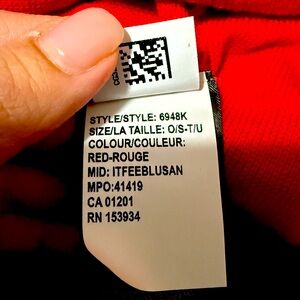 STYLE/STYLE: 6948K
SIZE/LA TAILLE: O/S-T/U
COLOUR/COULEUR:
RED-ROUGE
MID: ITFEEBLUSAN
MPO:41419
CA 01201
RN 153934